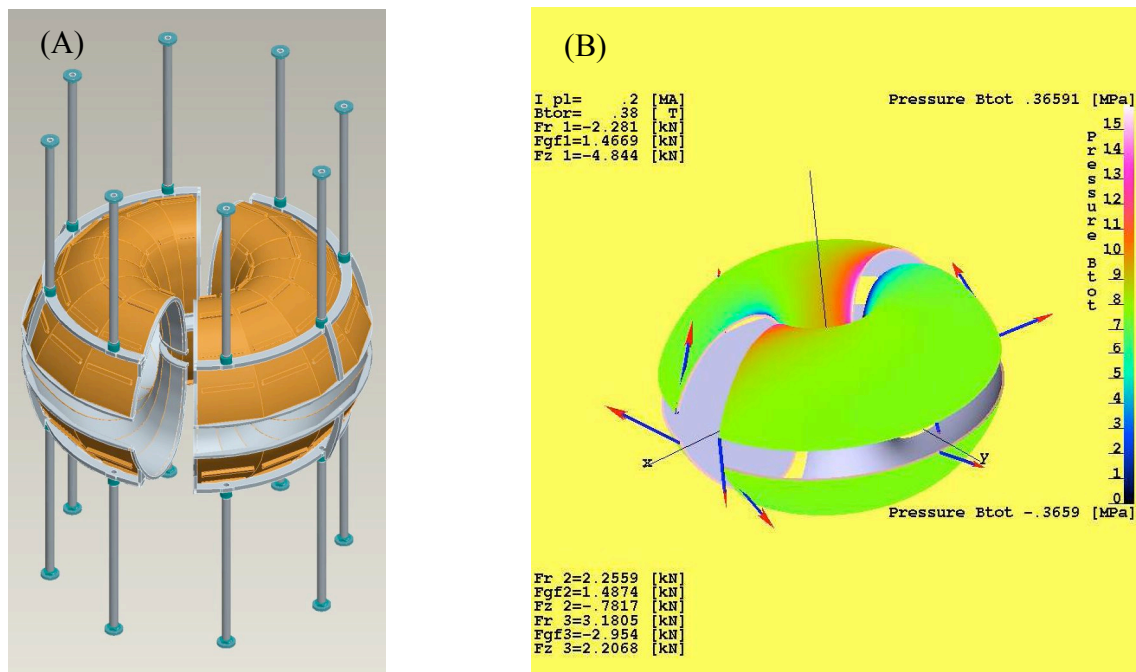 (A)
(B)
I pl= .2 [MA]
Btor= .38 [ T]
Fr 1=-2.281 [kN]
Fgf1=1.4669 [kN]
Fz 1=-4.844 [kN]
Pressure Btot .36591 [MPa]
15
14
13
12
11
10
9
8
7
6
5
4
3
2
1
0
Pressure Btot
x
y
Pressure Btot -.3659 [MPa]
Fr 2=2.2559 [kN]
Fgf2=1.4874 [kN]
Fz 2=-.7817 [kN]
Fr 3=3.1805 [kN]
Fgf3=-2.954 [kN]
Fz 3=2.2068 [kN]